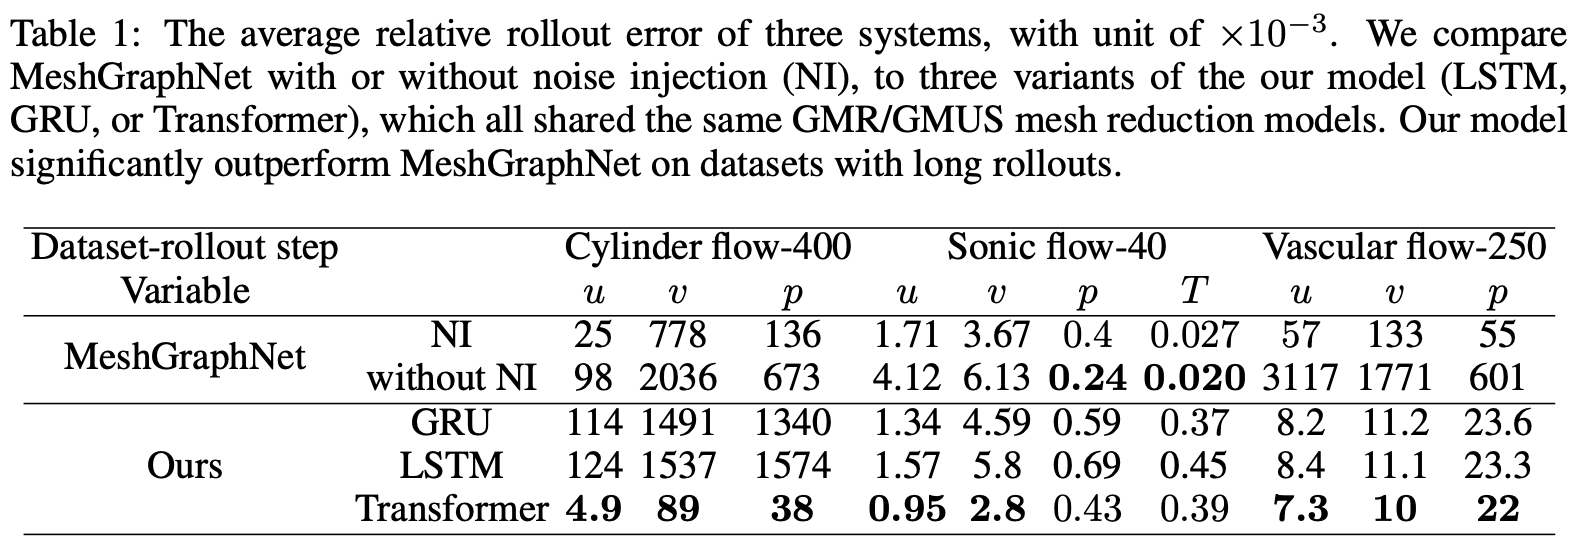 Table 1: The average relative rollout error of three systems, with unit of ×10⁻³. We compare
MeshGraphNet with or without noise injection (NI), to three variants of the our model (LSTM,
GRU, or Transformer), which all shared the same GMR/GMUS mesh reduction models. Our model
significantly outperform MeshGraphNet on datasets with long rollouts.
Dataset-rollout step Cylinder flow-400 Sonic flow-40 Vascular flow-250
Variable u v p u v p T u v p
MeshGraphNet
NI 25 778 136 1.71 3.67 0.4 0.027 57 133 55
without NI 98 2036 673 4.12 6.13 0.24 0.020 3117 1771 601
Ours
GRU 114 1491 1340 1.34 4.59 0.59 0.37 8.2 11.2 23.6
LSTM 124 1537 1574 1.57 5.8 0.69 0.45 8.4 11.1 23.3
Transformer 4.9 89 38 0.95 2.8 0.43 0.39 7.3 10 22